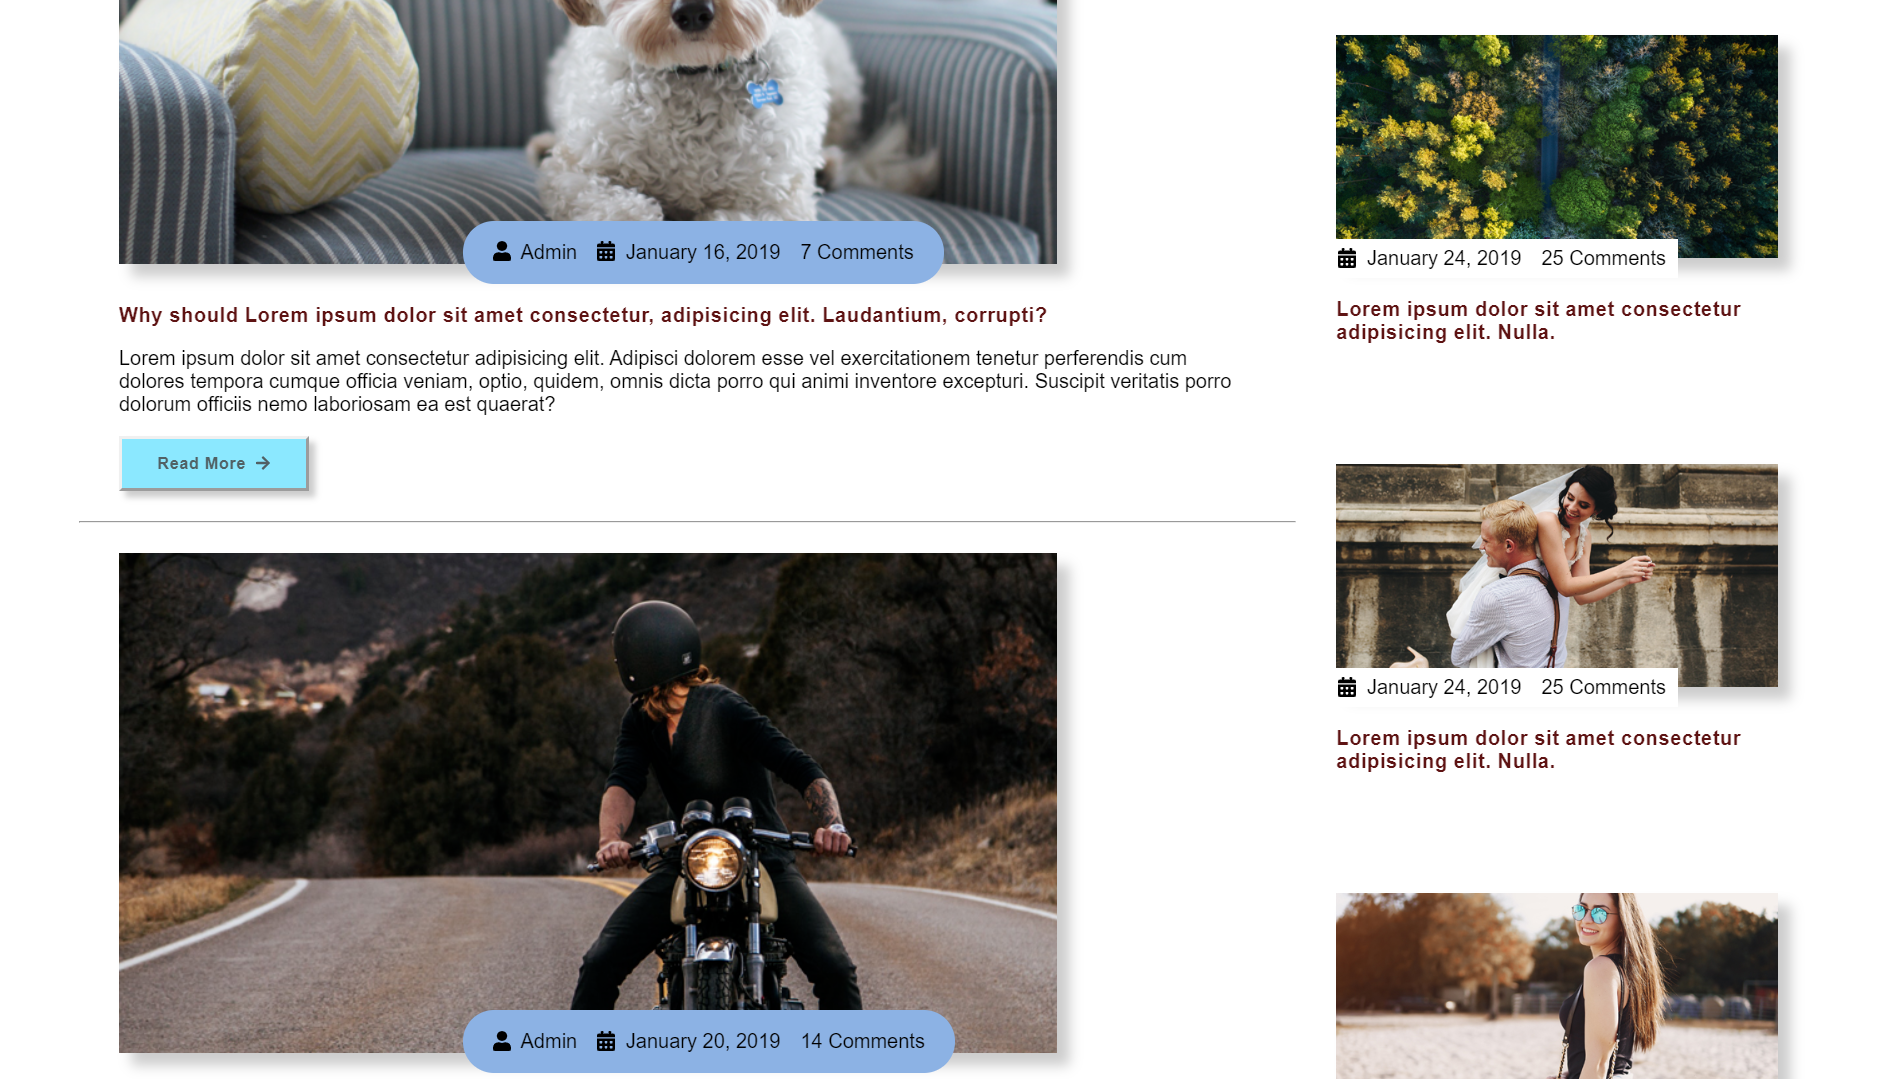 Admin January 16, 2019 7 Comments
Why should Lorem ipsum dolor sit amet consectetur, adipisicing elit. Laudantium, corrupti?
Lorem ipsum dolor sit amet consectetur adipisicing elit. Adipisci dolorem esse vel exercitationem tenetur perferendis cum
dolores tempora cumque officia veniam, optio, quidem, omnis dicta porro qui animi inventore excepturi. Suscipit veritatis porro
dolorum officiis nemo laboriosam ea est quaerat?
Read More
Admin January 20, 2019 14 Comments
January 24, 2019 25 Comments
Lorem ipsum dolor sit amet consectetur
adipisicing elit. Nulla.
January 24, 2019 25 Comments
Lorem ipsum dolor sit amet consectetur
adipisicing elit. Nulla.